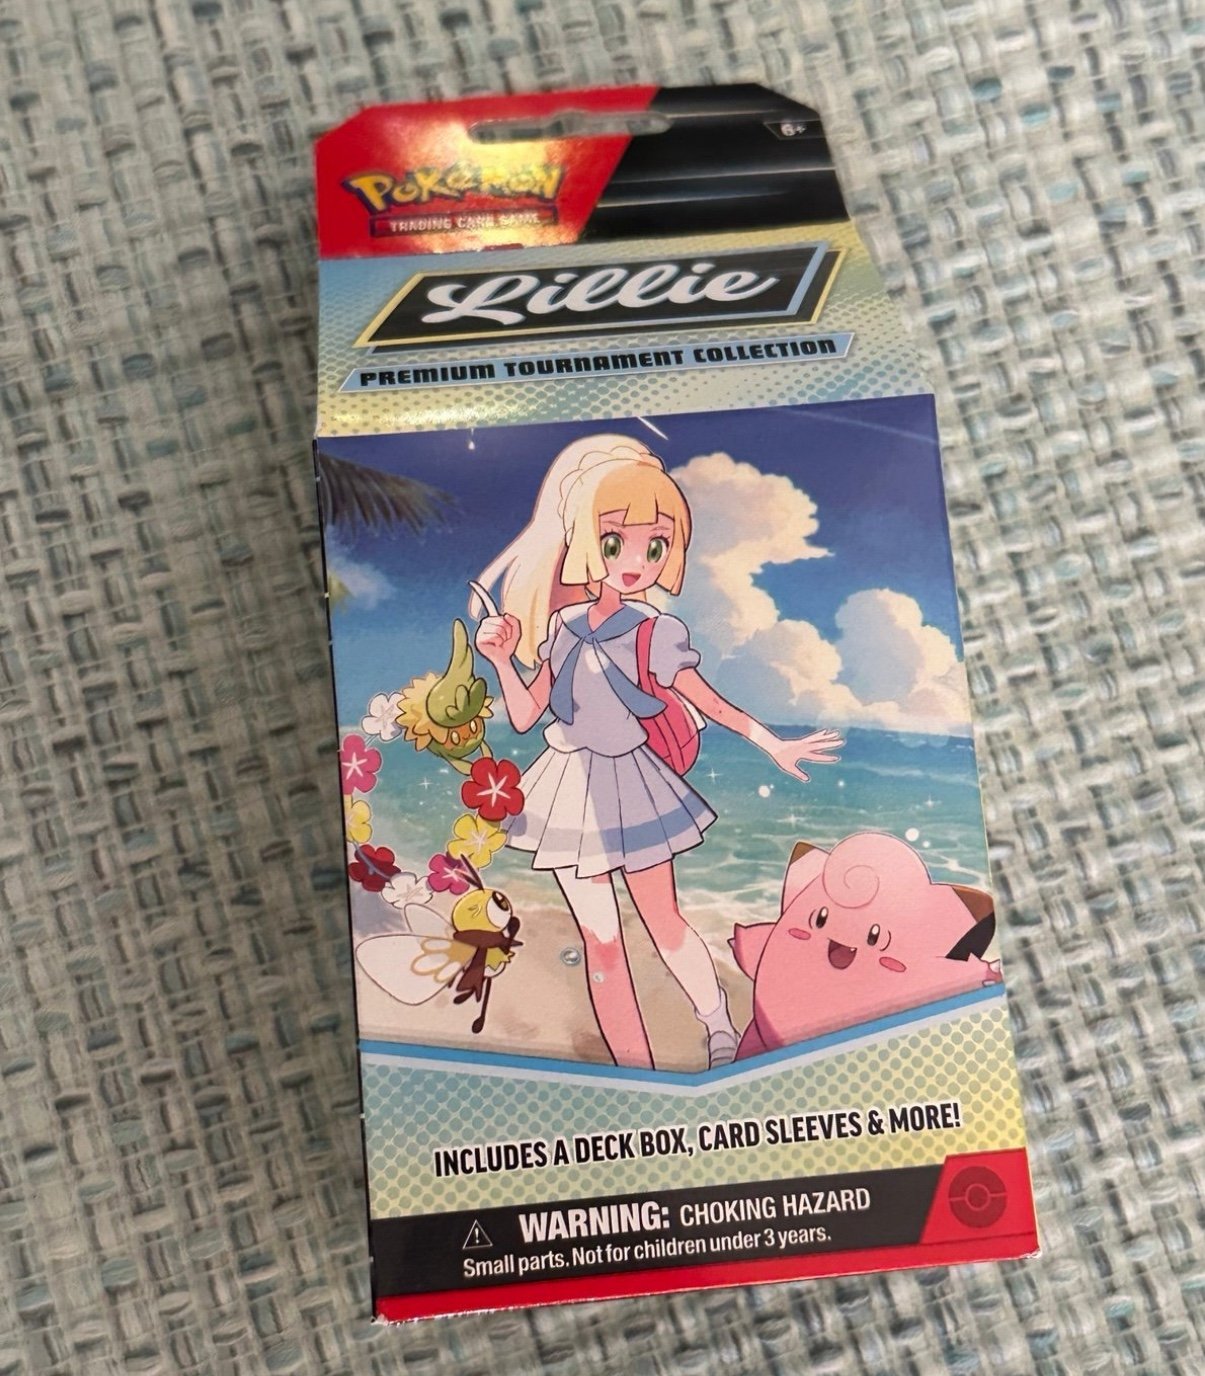 6+
POKéMON
TRADING CARD GAME
Lillie
PREMIUM TOURNAMENT COLLECTION
INCLUDES A DECK BOX, CARD SLEEVES & MORE!
WARNING: CHOKING HAZARD
Small parts. Not for children under 3 years.